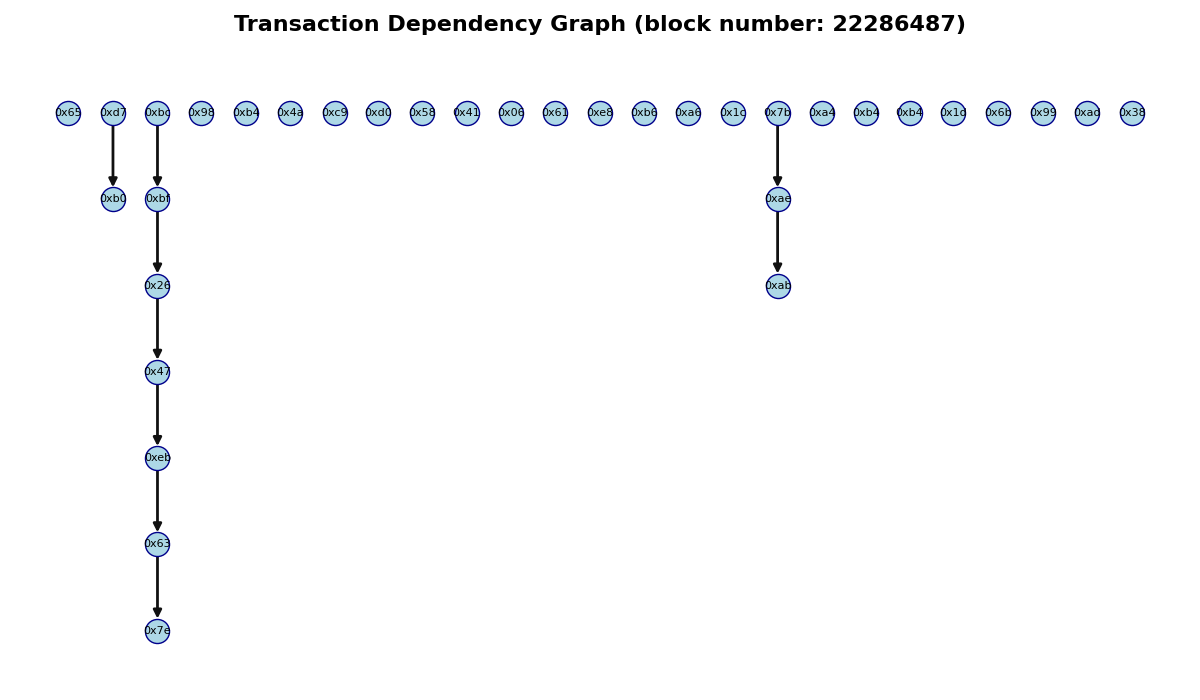 Transaction Dependency Graph (block number: 22286487)
0x65 0xd7 0xbc 0x98 0xb4 0x4a 0xc9 0xd0 0x58 0x41 0x06 0x61 0xe8 0xb6 0xa6 0x1c 0x7b 0xa4 0xb4 0xb4 0x1d 0x6b 0x99 0xad 0x38
0xb0 0xbf 0xae
0x26 0xab
0x47
0xeb
0x63
0x7e